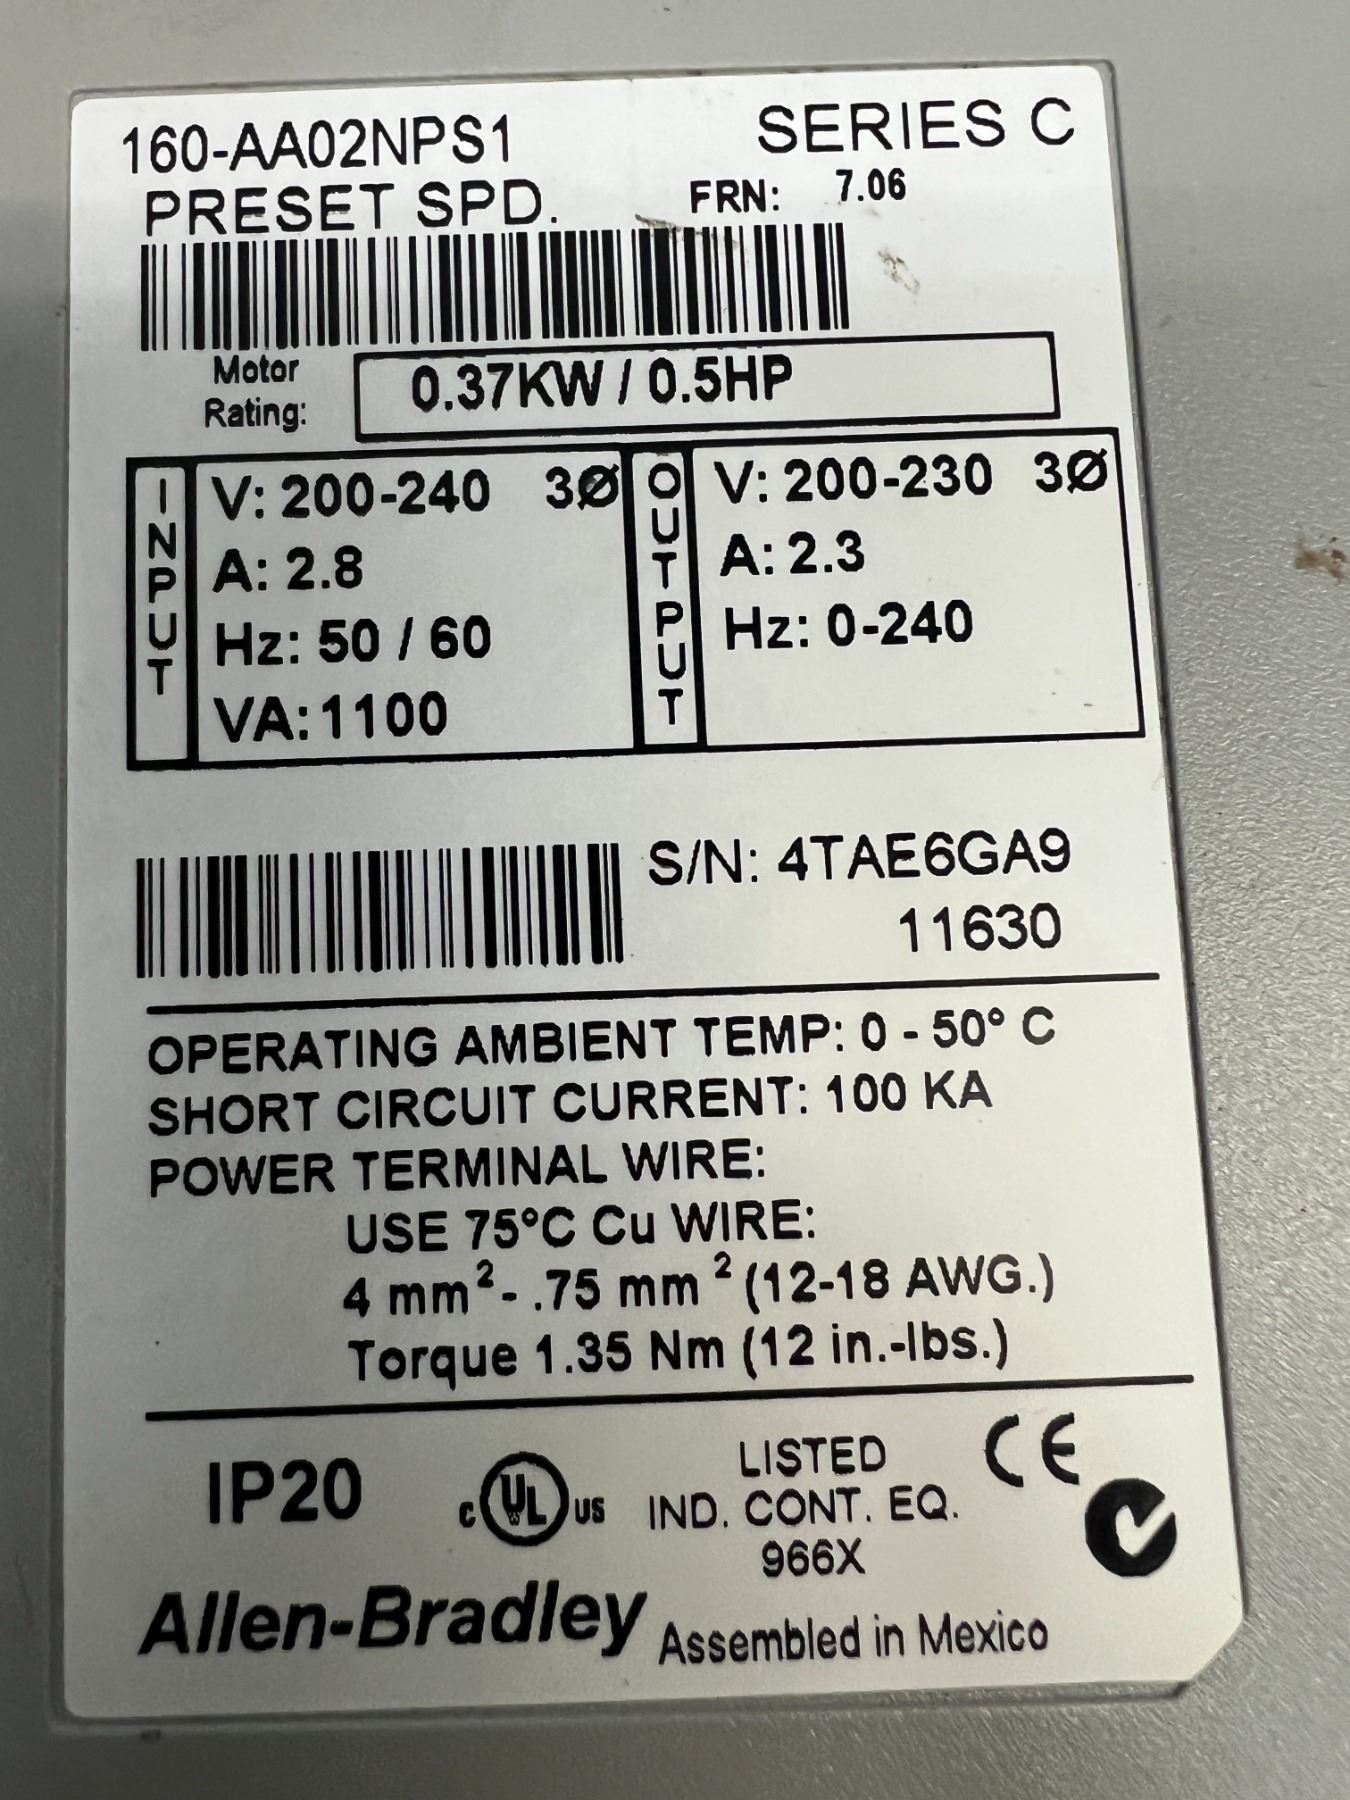 160-AA02NPS1 SERIES C
PRESET SPD. FRN: 7.06
Motor
Rating:
0.37KW / 0.5HP
INPUT
V: 200-240 3Ø
A: 2.8
Hz: 50 / 60
VA: 1100
OUTPUT
V: 200-230 3Ø
A: 2.3
Hz: 0-240
S/N: 4TAE6GA9
11630
OPERATING AMBIENT TEMP: 0 - 50° C
SHORT CIRCUIT CURRENT: 100 KA
POWER TERMINAL WIRE:
USE 75°C Cu WIRE:
4 mm² - .75 mm² (12-18 AWG.)
Torque 1.35 Nm (12 in.-lbs.)
IP20
c UL us
LISTED
IND. CONT. EQ.
966X
CE
Allen-Bradley Assembled in Mexico